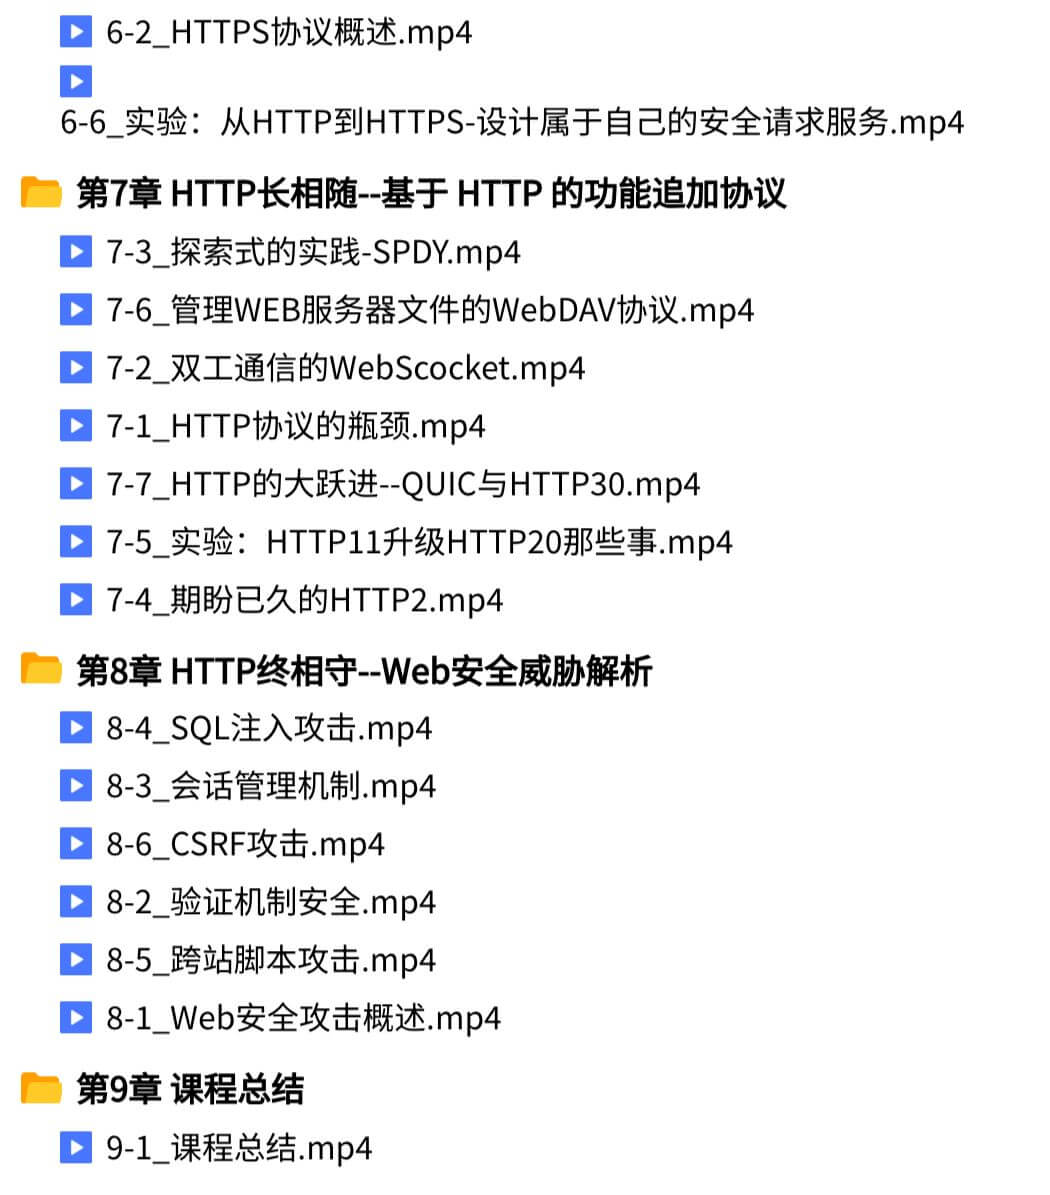 6-2_HTTPS协议概述.mp4
6-6_实验：从HTTP到HTTPS-设计属于自己的安全请求服务.mp4
第7章 HTTP长相随--基于 HTTP 的功能追加协议
7-3_探索式的实践-SPDY.mp4
7-6_管理WEB服务器文件的WebDAV协议.mp4
7-2_双工通信的WebScocket.mp4
7-1_HTTP协议的瓶颈.mp4
7-7_HTTP的大跃进--QUIC与HTTP30.mp4
7-5_实验：HTTP11升级HTTP20那些事.mp4
7-4_期盼已久的HTTP2.mp4
第8章 HTTP终相守--Web安全威胁解析
8-4_SQL注入攻击.mp4
8-3_会话管理机制.mp4
8-6_CSRF攻击.mp4
8-2_验证机制安全.mp4
8-5_跨站脚本攻击.mp4
8-1_Web安全攻击概述.mp4
第9章 课程总结
9-1_课程总结.mp4